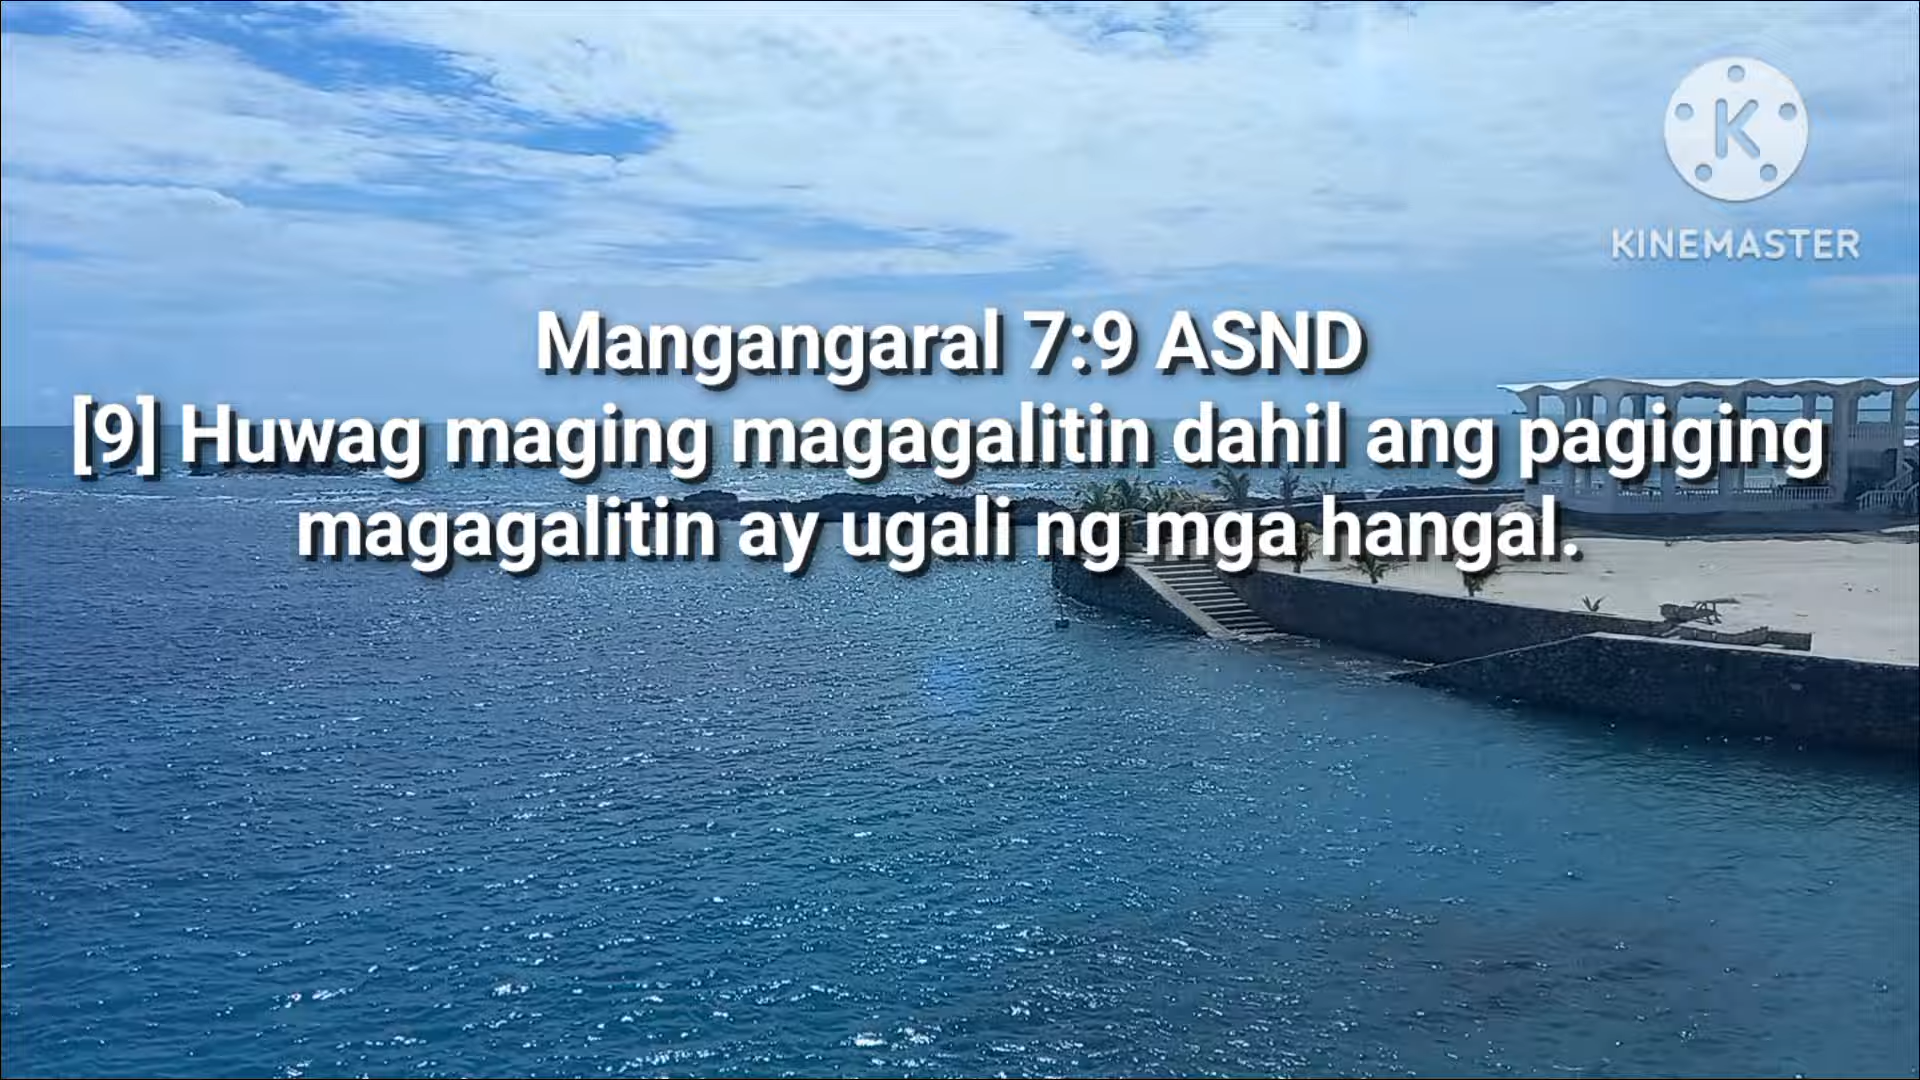 KINEMASTER
Mangangaral 7:9 ASND
[9] Huwag maging magagalitin dahil ang pagiging
magagalitin ay ugali ng mga hangal.